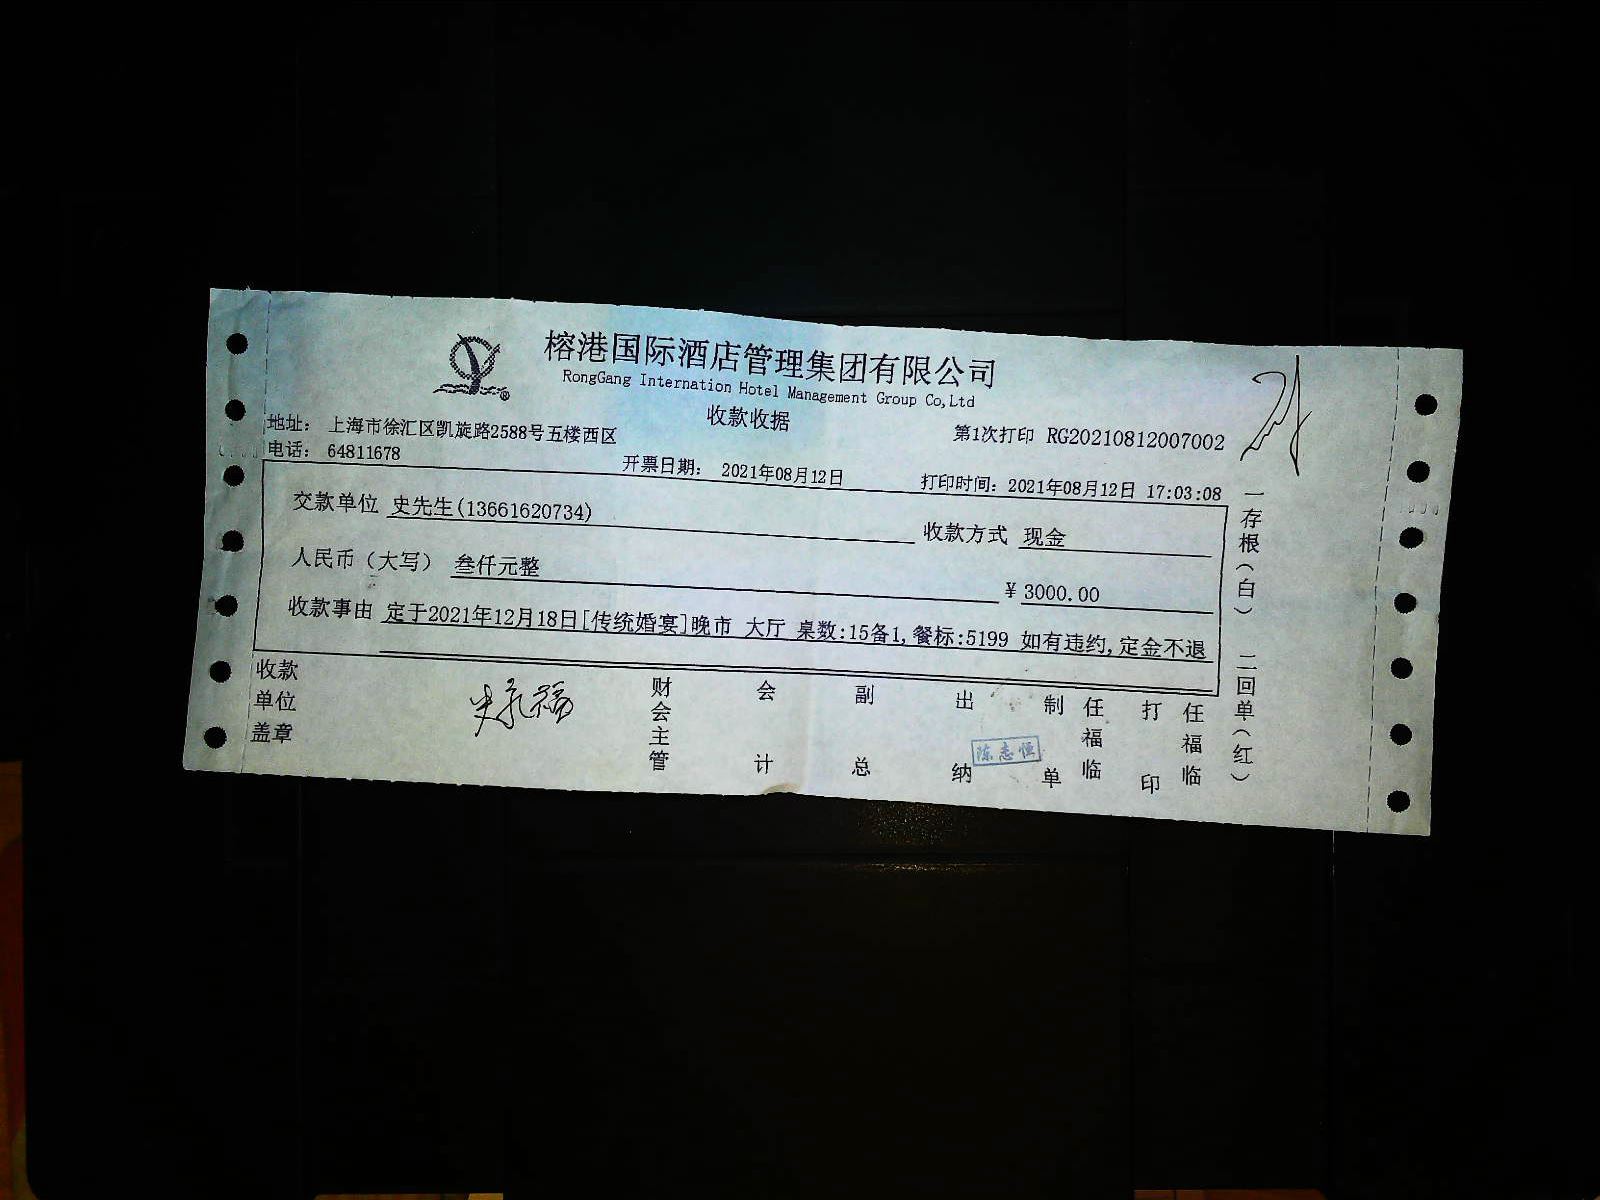 榕港国际酒店管理集团有限公司
RongGang Internation Hotel Management Group Co,Ltd
收款收据
地址： 上海市徐汇区凯旋路2588号五楼西区
第1次打印 RG20210812007002
电话： 64811678
开票日期： 2021年08月12日
打印时间：2021年08月12日 17:03:08
交款单位 史先生(13661620734)
收款方式 现金
人民币（大写） 叁仟元整
¥ 3000.00
收款事由 定于2021年12月18日[传统婚宴]晚市 大厅 桌数:15备1,餐标:5199 如有违约,定金不退
收款单位盖章
财会主管
会计
副总
出纳
陈志恒
制单
任福临
打印
任福临
一存根（白） 二回单（红）